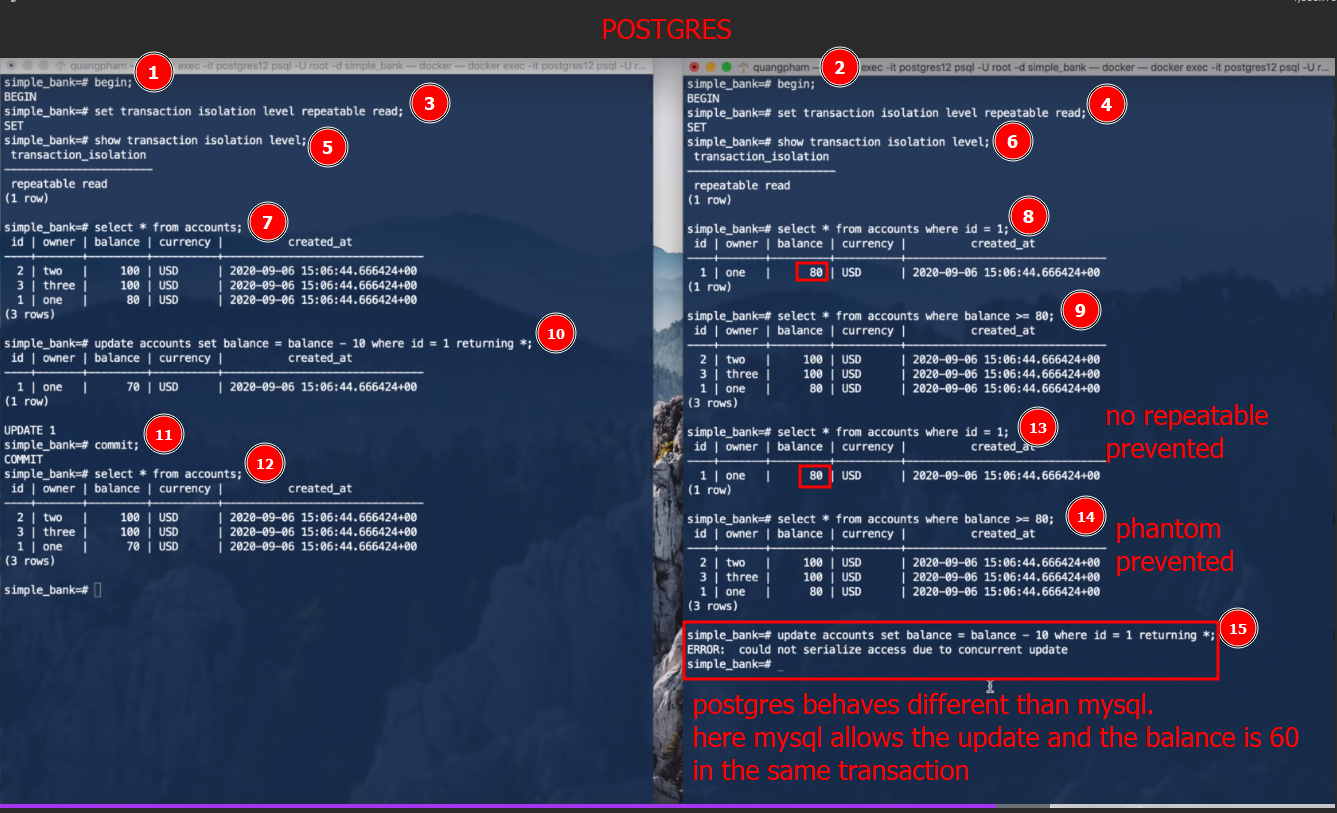 POSTGRES
quangpham — exec -it postgres12 psql -U root -d simple_bank — docker — docker exec -it postgres12 psql -U r...
1
simple_bank=# begin;
BEGIN
simple_bank=# set transaction isolation level repeatable read;
3
SET
simple_bank=# show transaction isolation level;
5
transaction_isolation
-----------------------
repeatable read
(1 row)
simple_bank=# select * from accounts;
7
id | owner | balance | currency | created_at
----+-------+---------+----------+-------------------------------
2 | two | 100 | USD | 2020-09-06 15:06:44.666424+00
3 | three | 100 | USD | 2020-09-06 15:06:44.666424+00
1 | one | 80 | USD | 2020-09-06 15:06:44.666424+00
(3 rows)
simple_bank=# update accounts set balance = balance - 10 where id = 1 returning *;
10
id | owner | balance | currency | created_at
----+-------+---------+----------+-------------------------------
1 | one | 70 | USD | 2020-09-06 15:06:44.666424+00
(1 row)
UPDATE 1
simple_bank=# commit;
11
COMMIT
simple_bank=# select * from accounts;
12
id | owner | balance | currency | created_at
----+-------+---------+----------+-------------------------------
2 | two | 100 | USD | 2020-09-06 15:06:44.666424+00
3 | three | 100 | USD | 2020-09-06 15:06:44.666424+00
1 | one | 70 | USD | 2020-09-06 15:06:44.666424+00
(3 rows)
simple_bank=#
quangpham — exec -it postgres12 psql -U root -d simple_bank — docker — docker exec -it postgres12 psql -U r...
2
simple_bank=# begin;
BEGIN
simple_bank=# set transaction isolation level repeatable read;
4
SET
simple_bank=# show transaction isolation level;
6
transaction_isolation
-----------------------
repeatable read
(1 row)
simple_bank=# select * from accounts where id = 1;
8
id | owner | balance | currency | created_at
----+-------+---------+----------+-------------------------------
1 | one | 80 | USD | 2020-09-06 15:06:44.666424+00
(1 row)
simple_bank=# select * from accounts where balance >= 80;
9
id | owner | balance | currency | created_at
----+-------+---------+----------+-------------------------------
2 | two | 100 | USD | 2020-09-06 15:06:44.666424+00
3 | three | 100 | USD | 2020-09-06 15:06:44.666424+00
1 | one | 80 | USD | 2020-09-06 15:06:44.666424+00
(3 rows)
simple_bank=# select * from accounts where id = 1;
13
id | owner | balance | currency | created_at
----+-------+---------+----------+-------------------------------
1 | one | 80 | USD | 2020-09-06 15:06:44.666424+00
(1 row)
no repeatable
prevented
simple_bank=# select * from accounts where balance >= 80;
14
id | owner | balance | currency | created_at
----+-------+---------+----------+-------------------------------
2 | two | 100 | USD | 2020-09-06 15:06:44.666424+00
3 | three | 100 | USD | 2020-09-06 15:06:44.666424+00
1 | one | 80 | USD | 2020-09-06 15:06:44.666424+00
(3 rows)
phantom
prevented
simple_bank=# update accounts set balance = balance - 10 where id = 1 returning *;
15
ERROR: could not serialize access due to concurrent update
simple_bank=# _
postgres behaves different than mysql.
here mysql allows the update and the balance is 60
in the same transaction